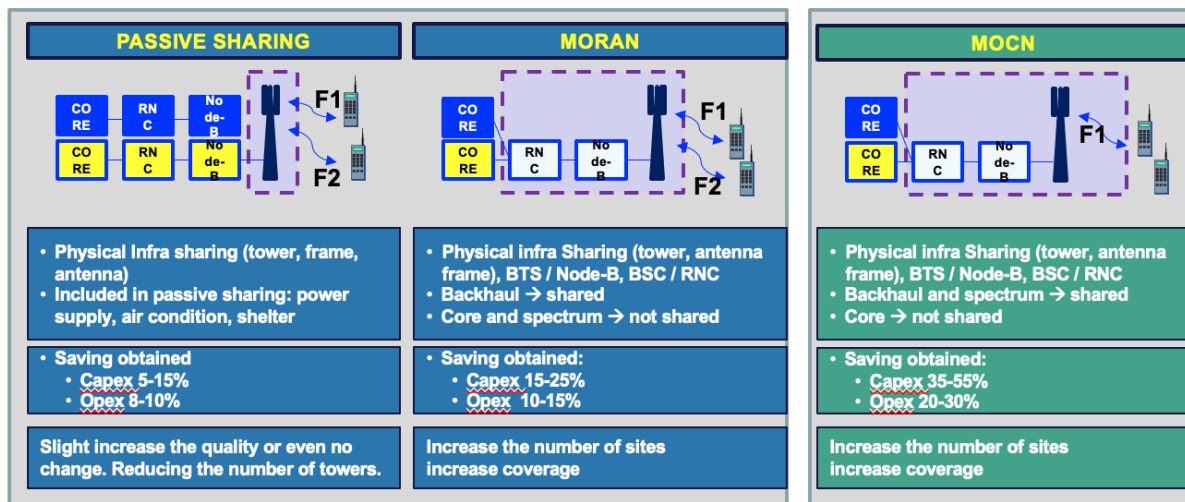 PASSIVE SHARING
CO
RE
RN
C
No
de-
B
CO
RE
RN
C
No
de-
B
F1
F2
• Physical Infra sharing (tower, frame,
antenna)
• Included in passive sharing: power
supply, air condition, shelter
• Saving obtained
• Capex 5-15%
• Opex 8-10%
Slight increase the quality or even no
change. Reducing the number of towers.
MORAN
CO
RE
CO
RE
RN
C
No
de-
B
F1
F2
• Physical infra Sharing (tower, antenna
frame), BTS / Node-B, BSC / RNC
• Backhaul → shared
• Core and spectrum → not shared
• Saving obtained:
• Capex 15-25%
• Opex 10-15%
Increase the number of sites
increase coverage
MOCN
CO
RE
CO
RE
RN
C
No
de-
B
F1
• Physical infra Sharing (tower, antenna
frame), BTS / Node-B, BSC / RNC
• Backhaul and spectrum → shared
• Core → not shared
• Saving obtained:
• Capex 35-55%
• Opex 20-30%
Increase the number of sites
increase coverage